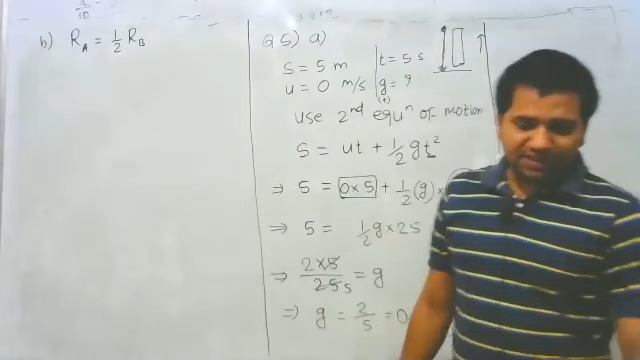 b) R_A = 1/2 R_B
Q5) a)
S = 5 m
t = 5 s
u = 0 m/s
g = ?
(+)
use 2nd equn of motion
S = ut + 1/2 gt²
⇒ 5 = 0×5 + 1/2 (g) ×
⇒ 5 = 1/2 g × 25
⇒ 2×5 / 25 5 = g
⇒ g = 2/5 = 0.